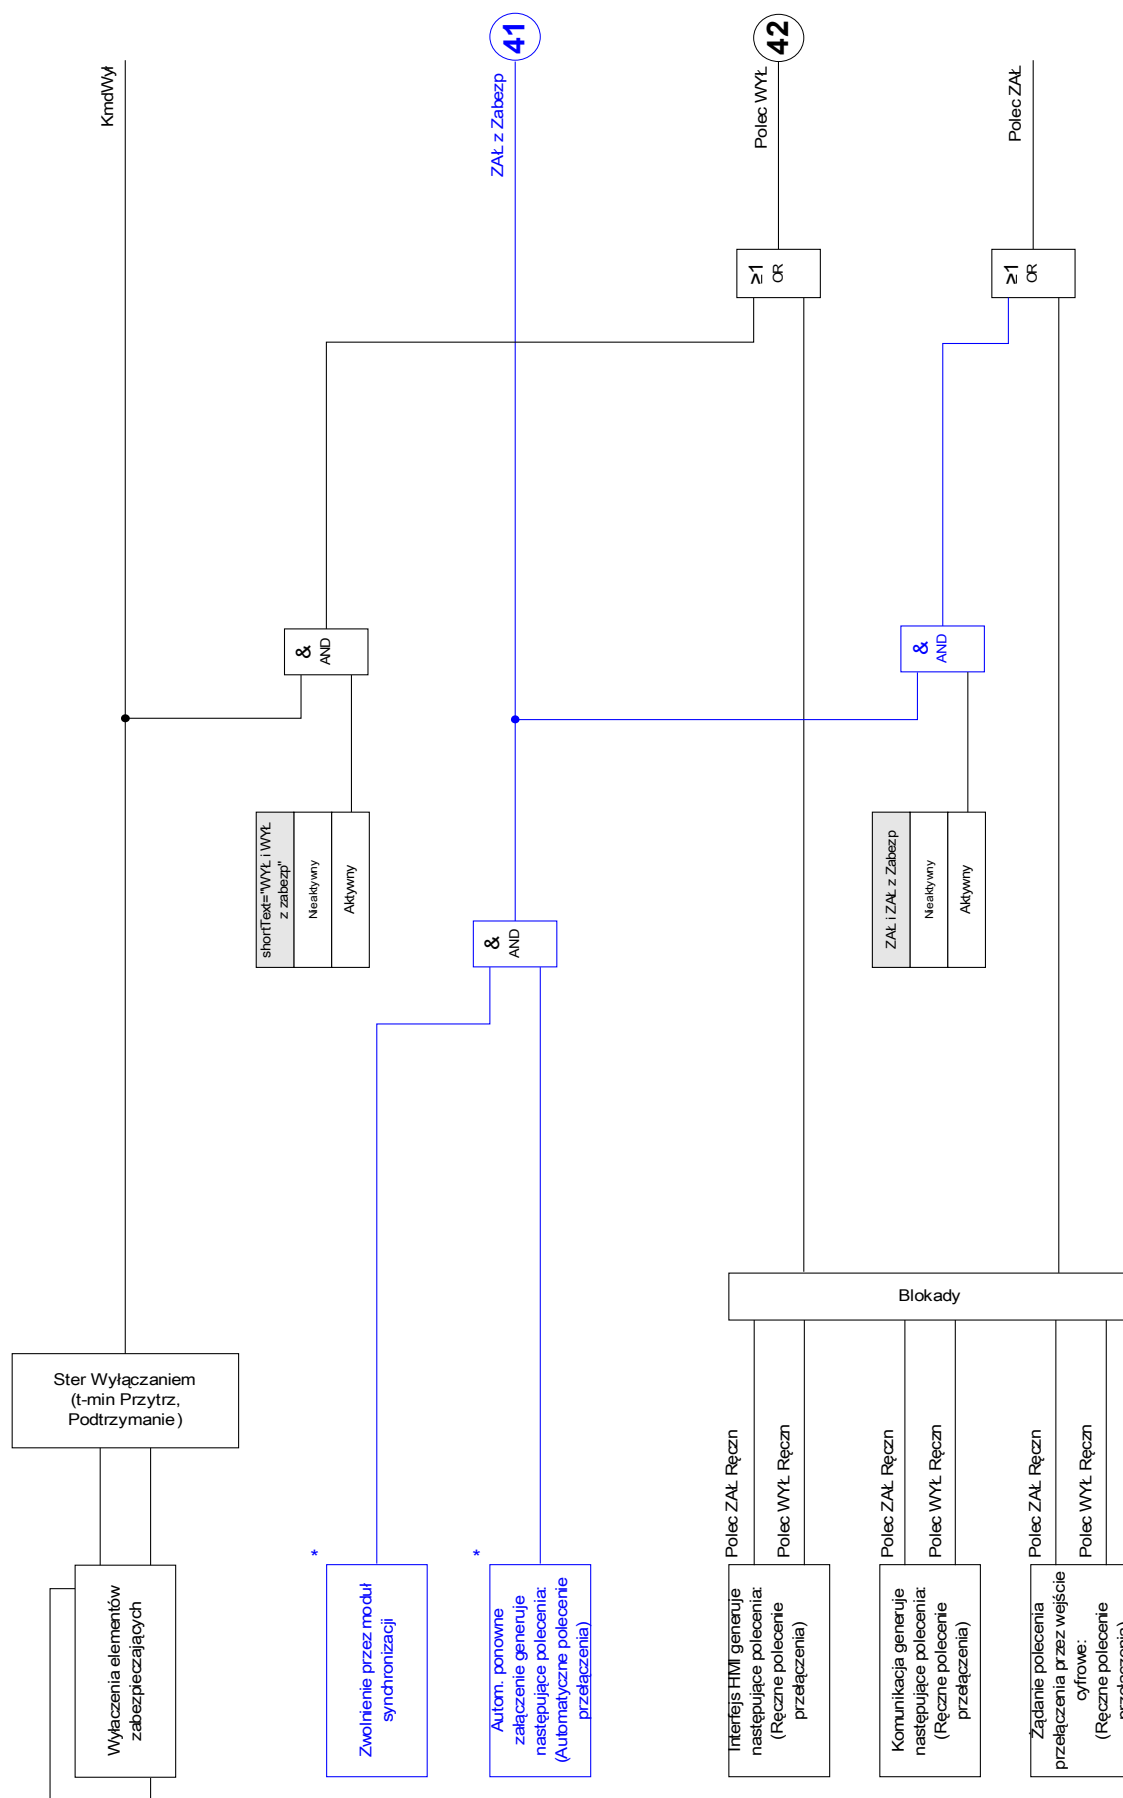 KmdWył
ZAŁ z Zabezp
41
Polec WYŁ
42
Polec ZAŁ
≥1
OR
≥1
OR
&
AND
&
AND
shortText="WYŁ i WYŁ
z zabezp"
Nieaktywny
Aktywny
ZAŁ i ZAŁ z Zabezp
Nieaktywny
Aktywny
&
AND
Blokady
Ster Wyłączaniem
(t-min Przytrz,
Podtrzymanie)
Polec ZAŁ Ręczn
Polec WYŁ Ręczn
Polec ZAŁ Ręczn
Polec WYŁ Ręczn
Polec ZAŁ Ręczn
Polec WYŁ Ręczn
*
*
Wyłaczenia elementów
zabezpieczających
Zwolnienie przez moduł
synchronizacji
Autom. ponowne
załączenie generuje
następujące polecenia:
(Automatyczne polecenie
przełączenia)
Interfejs HMI generuje
następujące polecenia:
(Ręczne polecenie
przełączenia)
Komunikacja generuje
następujące polecenia:
(Ręczne polecenie
przełączenia)
Żądanie polecenia
przełączenia przez wejście
cyfrowe:
(Ręczne polecenie
przełączenia)